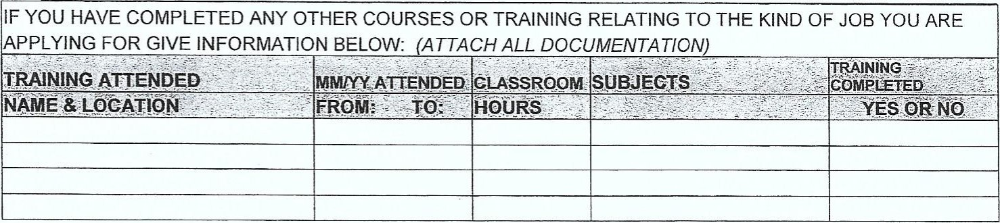 IF YOU HAVE COMPLETED ANY OTHER COURSES OR TRAINING RELATING TO THE KIND OF JOB YOU ARE
APPLYING FOR GIVE INFORMATION BELOW: (ATTACH ALL DOCUMENTATION)
TRAINING ATTENDED MM/YY ATTENDED CLASSROOM SUBJECTS TRAINING
COMPLETED
NAME & LOCATION FROM: TO: HOURS YES OR NO